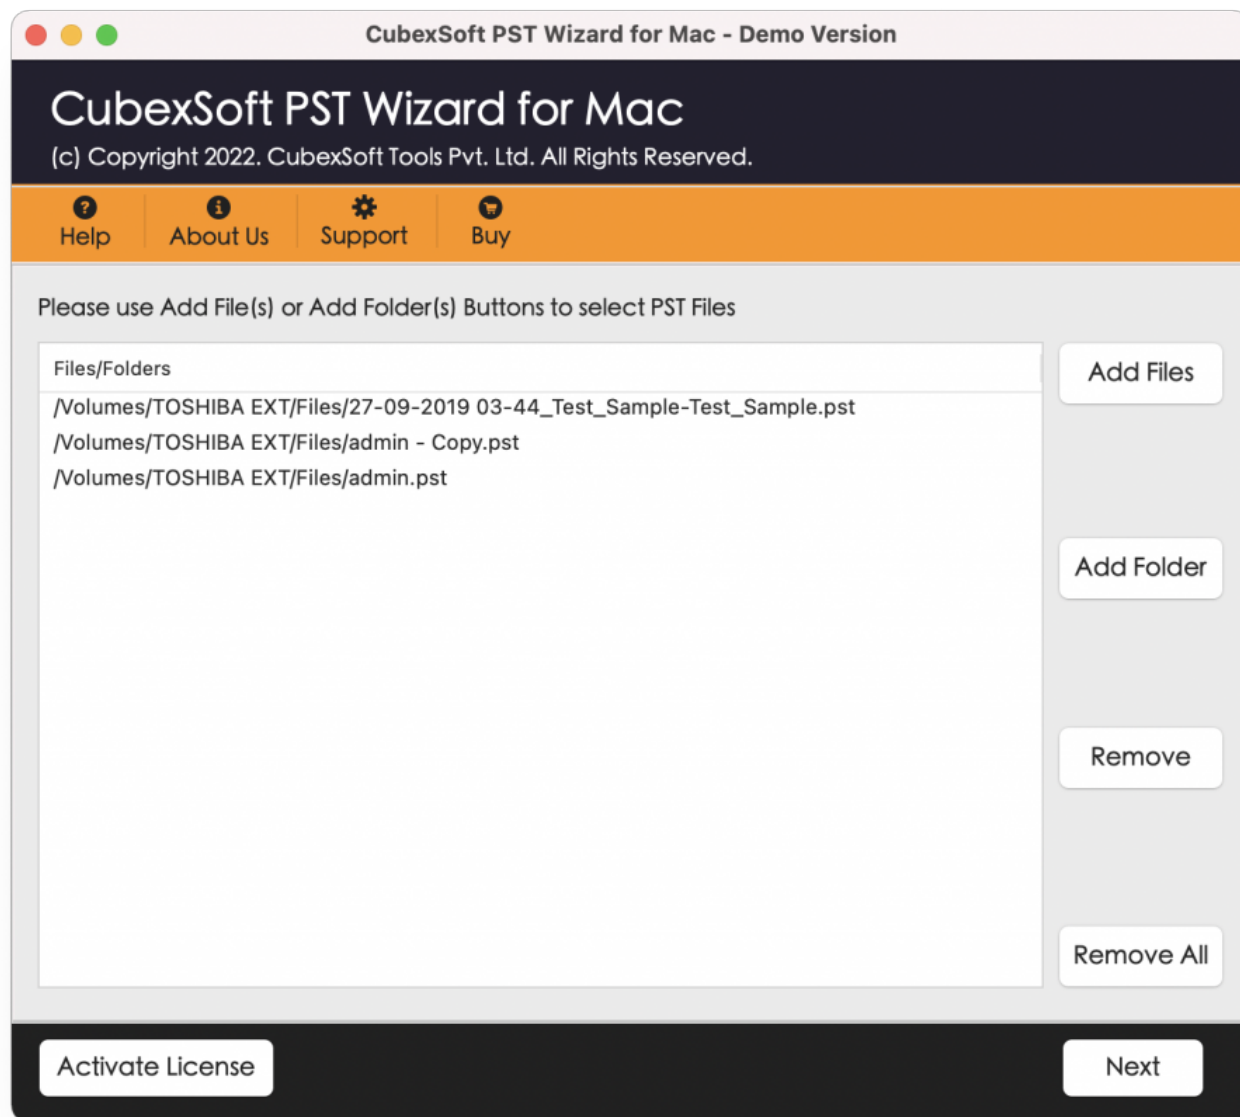 CubexSoft PST Wizard for Mac - Demo Version
CubexSoft PST Wizard for Mac
(c) Copyright 2022. CubexSoft Tools Pvt. Ltd. All Rights Reserved.
Help About Us Support Buy
Please use Add File(s) or Add Folder(s) Buttons to select PST Files
Files/Folders
/Volumes/TOSHIBA EXT/Files/27-09-2019 03-44_Test_Sample-Test_Sample.pst
/Volumes/TOSHIBA EXT/Files/admin - Copy.pst
/Volumes/TOSHIBA EXT/Files/admin.pst
Add Files
Add Folder
Remove
Remove All
Activate License
Next